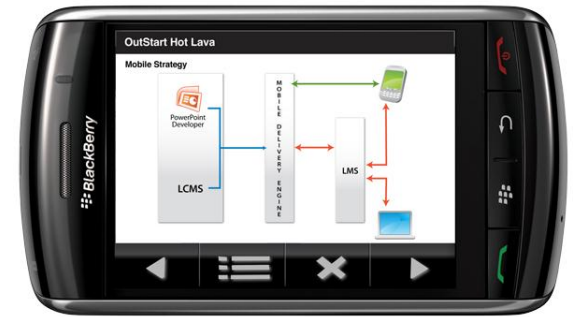 OutStart Hot Lava
Mobile Strategy
PowerPoint
Developer
LCMS
MOBILE DELIVERY ENGINE
LMS
BlackBerry